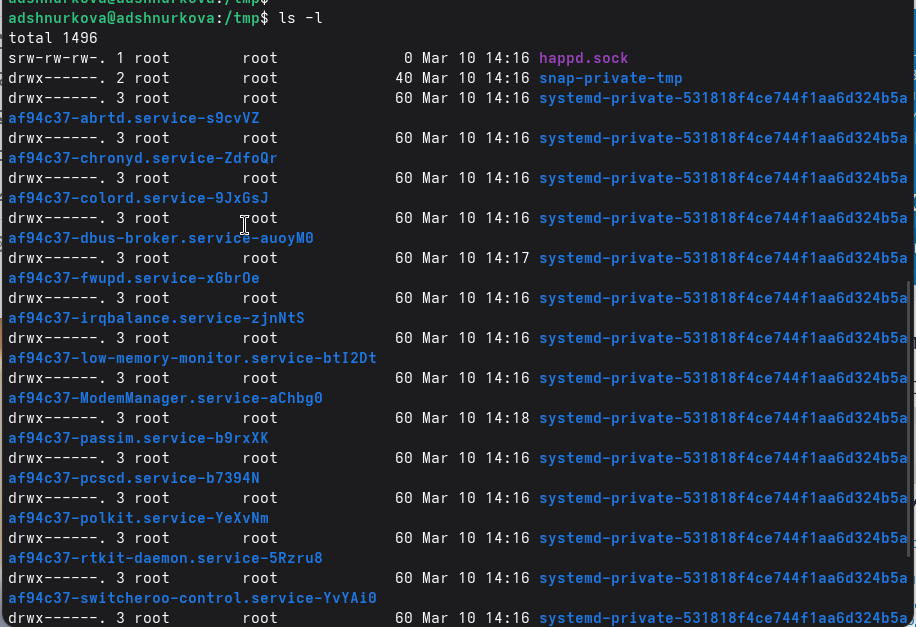 adshnurkova@adshnurkova:/tmp$
adshnurkova@adshnurkova:/tmp$ ls -l
total 1496
srw-rw-rw-. 1 root        root              0 Mar 10 14:16 happd.sock
drwx------. 2 root        root             40 Mar 10 14:16 snap-private-tmp
drwx------. 3 root        root             60 Mar 10 14:16 systemd-private-531818f4ce744f1aa6d324b5a
af94c37-abrtd.service-s9cvVZ
drwx------. 3 root        root             60 Mar 10 14:16 systemd-private-531818f4ce744f1aa6d324b5a
af94c37-chronyd.service-ZdfoQr
drwx------. 3 root        root             60 Mar 10 14:16 systemd-private-531818f4ce744f1aa6d324b5a
af94c37-colord.service-9JxGsJ
drwx------. 3 root        root             60 Mar 10 14:16 systemd-private-531818f4ce744f1aa6d324b5a
af94c37-dbus-broker.service-auoyM0
drwx------. 3 root        root             60 Mar 10 14:17 systemd-private-531818f4ce744f1aa6d324b5a
af94c37-fwupd.service-xGbrOe
drwx------. 3 root        root             60 Mar 10 14:16 systemd-private-531818f4ce744f1aa6d324b5a
af94c37-irqbalance.service-zjnNtS
drwx------. 3 root        root             60 Mar 10 14:16 systemd-private-531818f4ce744f1aa6d324b5a
af94c37-low-memory-monitor.service-btI2Dt
drwx------. 3 root        root             60 Mar 10 14:16 systemd-private-531818f4ce744f1aa6d324b5a
af94c37-ModemManager.service-aChbg0
drwx------. 3 root        root             60 Mar 10 14:18 systemd-private-531818f4ce744f1aa6d324b5a
af94c37-passim.service-b9rxXK
drwx------. 3 root        root             60 Mar 10 14:16 systemd-private-531818f4ce744f1aa6d324b5a
af94c37-pcscd.service-b7394N
drwx------. 3 root        root             60 Mar 10 14:16 systemd-private-531818f4ce744f1aa6d324b5a
af94c37-polkit.service-YeXvNm
drwx------. 3 root        root             60 Mar 10 14:16 systemd-private-531818f4ce744f1aa6d324b5a
af94c37-rtkit-daemon.service-5Rzru8
drwx------. 3 root        root             60 Mar 10 14:16 systemd-private-531818f4ce744f1aa6d324b5a
af94c37-switcheroo-control.service-YvYAi0
drwx------. 3 root        root             60 Mar 10 14:16 systemd-private-531818f4ce744f1aa6d324b5a